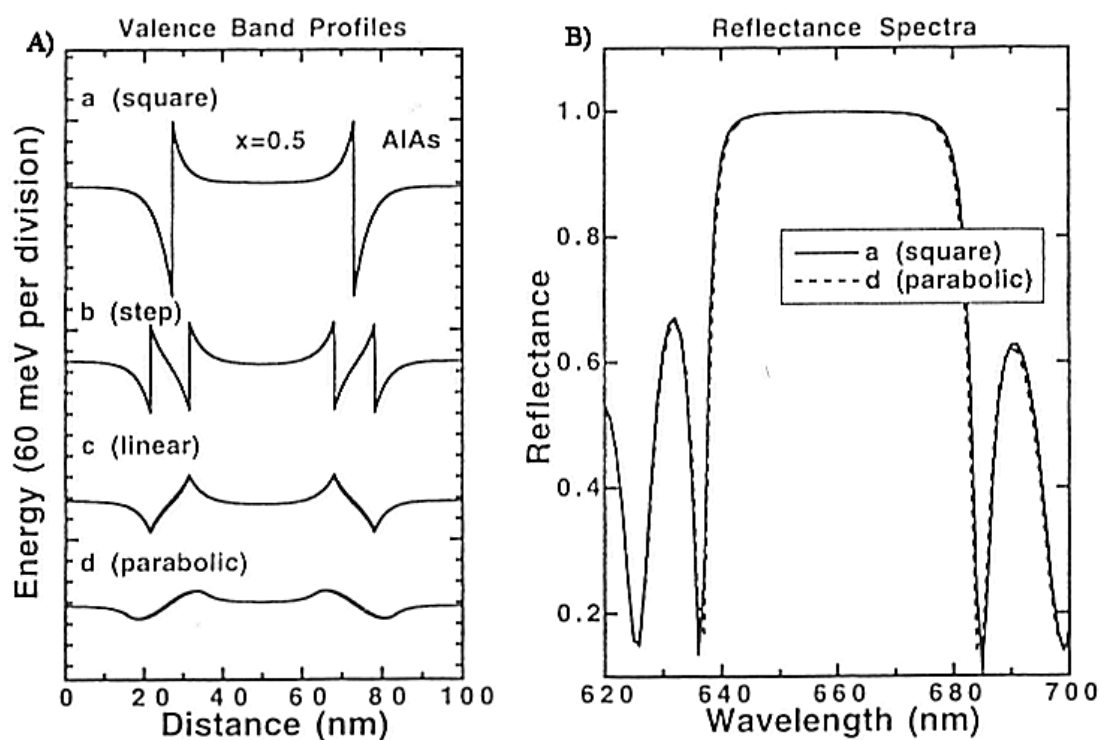 A)
Valence Band Profiles
a (square)
x=0.5
AlAs
b (step)
c (linear)
d (parabolic)
Energy (60 meV per division)
0
20
40
60
80
100
Distance (nm)
B)
Reflectance Spectra
1.0
0.8
0.6
0.4
0.2
Reflectance
a (square)
d (parabolic)
620
640
660
680
700
Wavelength (nm)